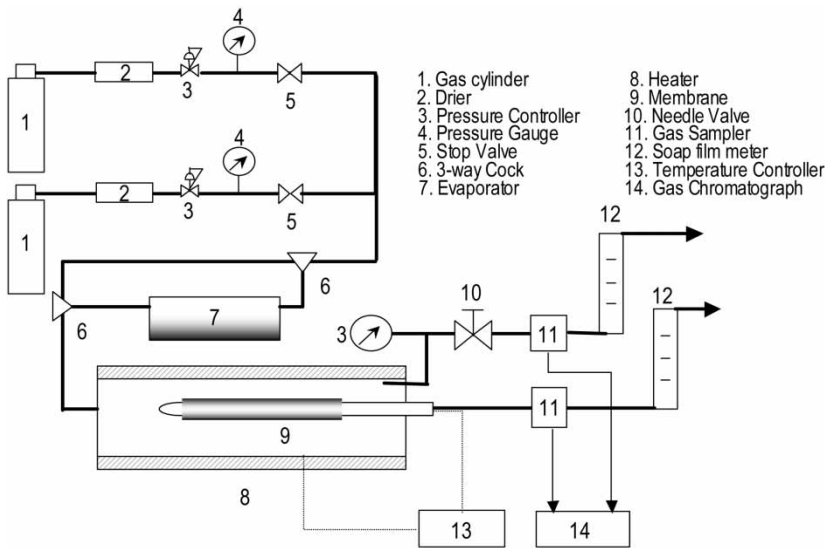 4
2
3
5
1
4
2
3
5
1
1. Gas cylinder
2. Drier
3. Pressure Controller
4. Pressure Gauge
5. Stop Valve
6. 3-way Cock
7. Evaporator
8. Heater
9. Membrane
10. Needle Valve
11. Gas Sampler
12. Soap film meter
13. Temperature Controller
14. Gas Chromatograph
12
6
10
12
7
6
3
11
11
9
8
13
14